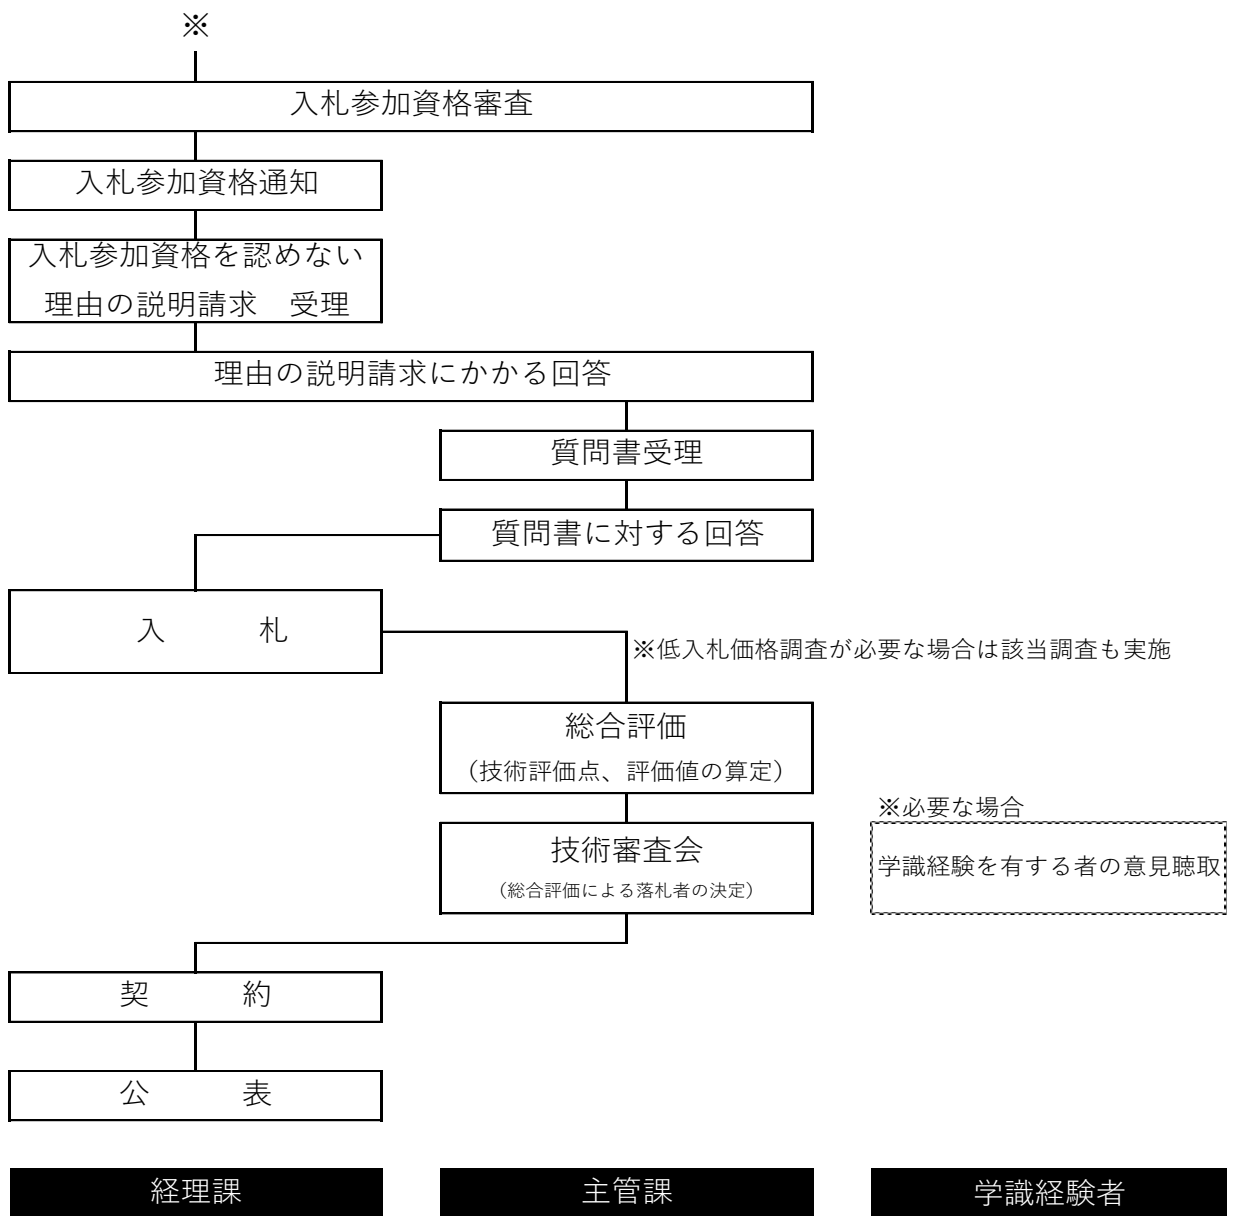 ※
入札参加資格審査
入札参加資格通知
入札参加資格を認めない
理由の説明請求　受理
理由の説明請求にかかる回答
質問書受理
質問書に対する回答
入　　　札
※低入札価格調査が必要な場合は該当調査も実施
総合評価
（技術評価点、評価値の算定）
※必要な場合
技術審査会
（総合評価による落札者の決定）
学識経験を有する者の意見聴取
契　　　約
公　　　表
経理課
主管課
学識経験者